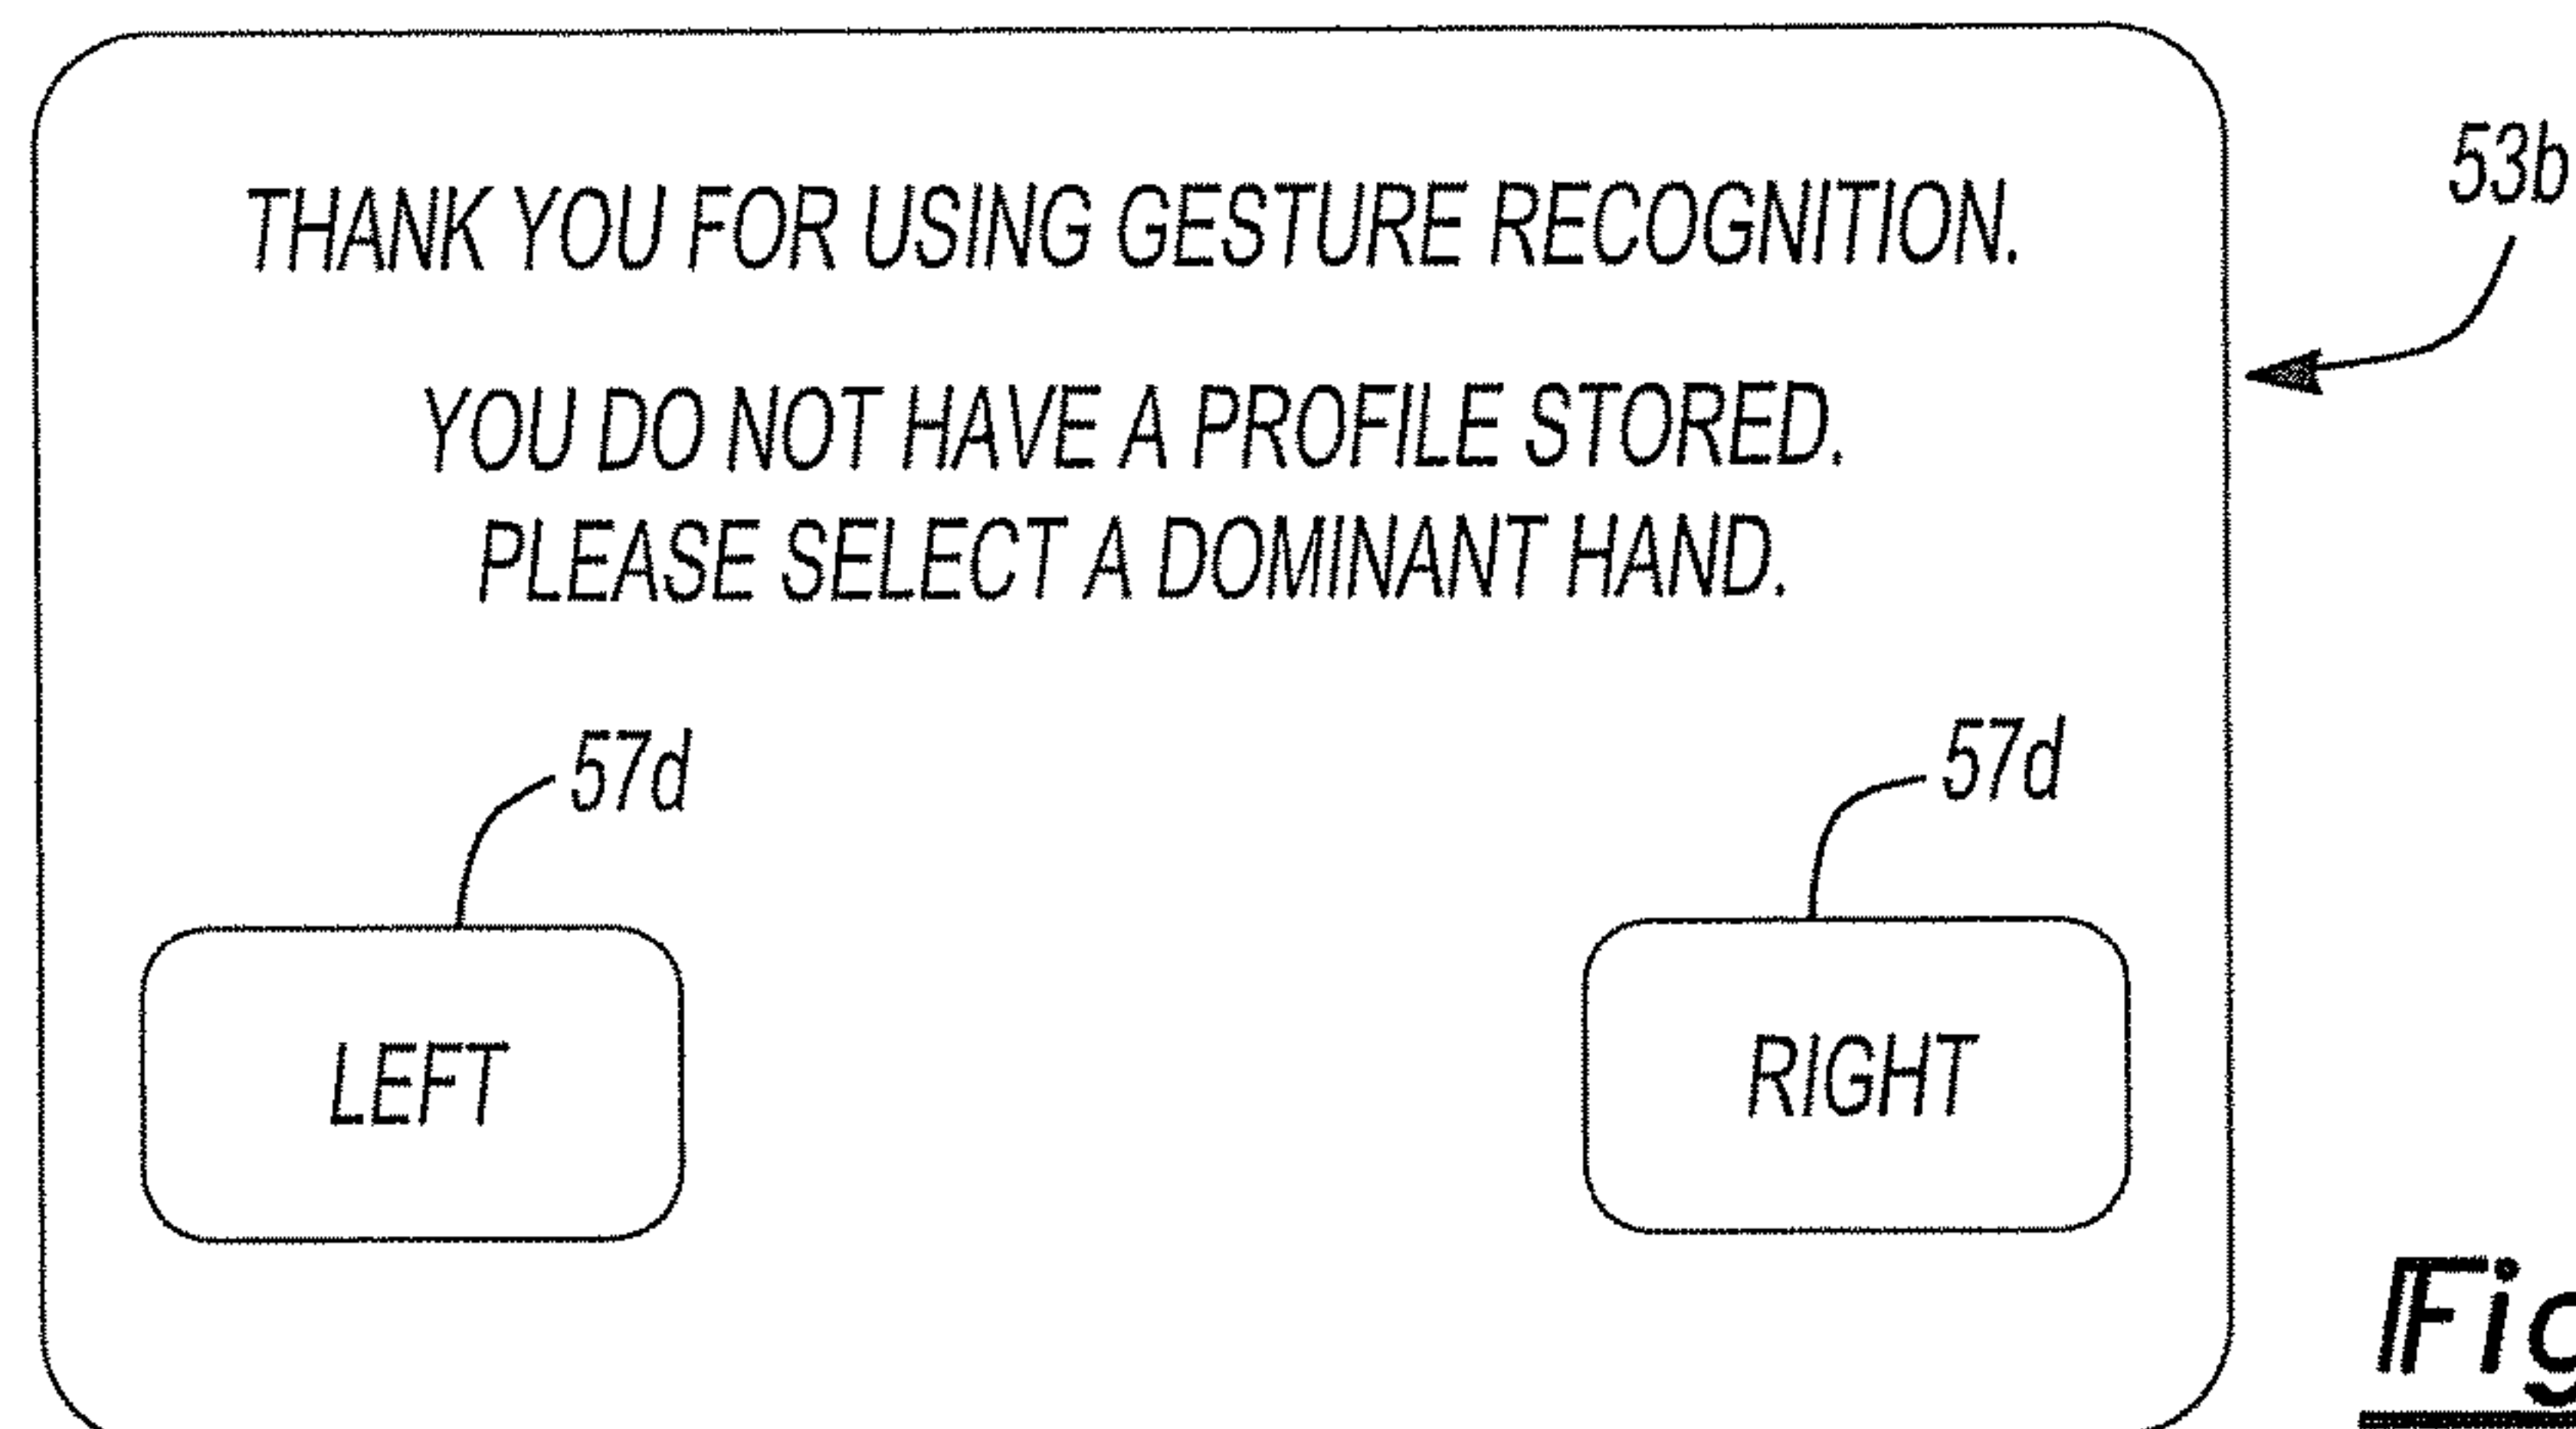 THANK YOU FOR USING GESTURE RECOGNITION.
53b
YOU DO NOT HAVE A PROFILE STORED.
PLEASE SELECT A DOMINANT HAND.
57d
57d
LEFT
RIGHT